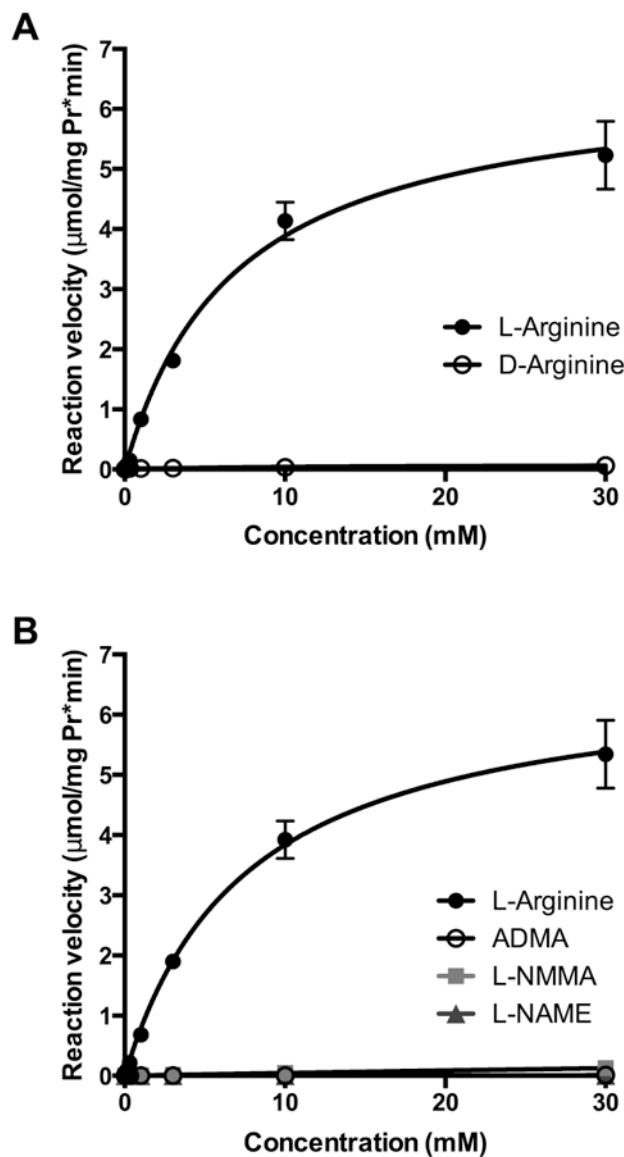 A
Reaction velocity (μmol/mg Pr*min)
7
6
5
4
3
2
1
0
0
10
20
30
Concentration (mM)
L-Arginine
D-Arginine
B
Reaction velocity (μmol/mg Pr*min)
7
6
5
4
3
2
1
0
0
10
20
30
Concentration (mM)
L-Arginine
ADMA
L-NMMA
L-NAME